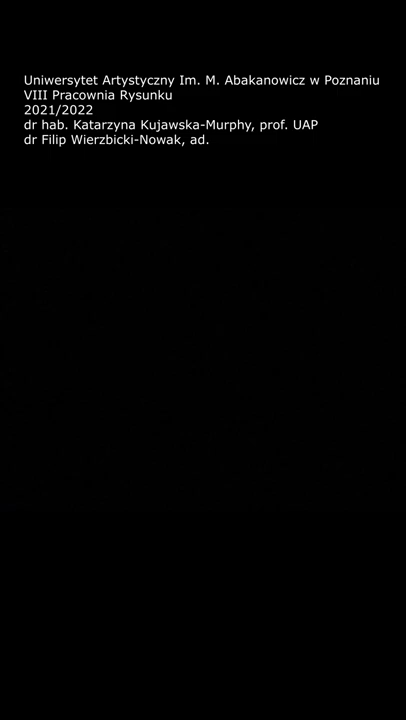 Uniwersytet Artystyczny Im. M. Abakanowicz w Poznaniu
VIII Pracownia Rysunku
2021/2022
dr hab. Katarzyna Kujawska-Murphy, prof. UAP
dr Filip Wierzbicki-Nowak, ad.